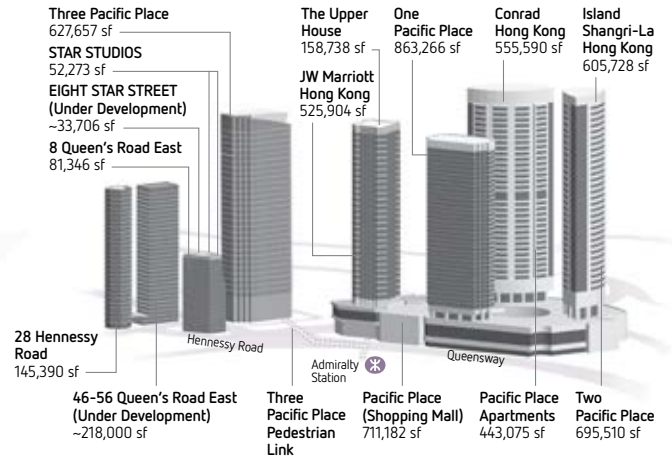 Three Pacific Place
627,657 sf
STAR STUDIOS
52,273 sf
EIGHT STAR STREET
(Under Development)
~33,706 sf
8 Queen's Road East
81,346 sf
The Upper
House
158,738 sf
JW Marriott
Hong Kong
525,904 sf
One
Pacific Place
863,266 sf
Conrad
Hong Kong
555,590 sf
Island
Shangri-La
Hong Kong
605,728 sf
28 Hennessy
Road
145,390 sf
Hennessy Road
Admiralty
Station
Queensway
46-56 Queen's Road East
(Under Development)
~218,000 sf
Three
Pacific Place
Pedestrian
Link
Pacific Place
(Shopping Mall)
711,182 sf
Pacific Place
Apartments
443,075 sf
Two
Pacific Place
695,510 sf